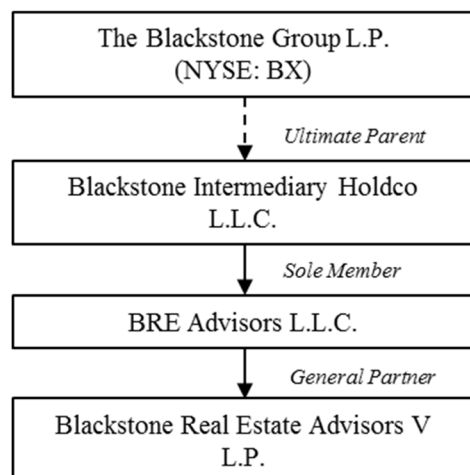 The Blackstone Group L.P.
(NYSE: BX)
Ultimate Parent
Blackstone Intermediary Holdco
L.L.C.
Sole Member
BRE Advisors L.L.C.
General Partner
Blackstone Real Estate Advisors V
L.P.